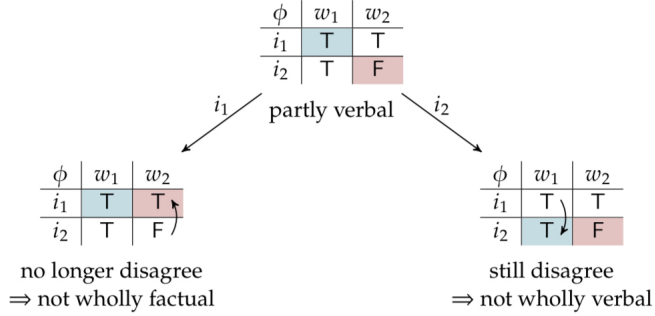 ϕ w₁ w₂
i₁ T T
i₂ T F
partly verbal
i₁ i₂
ϕ w₁ w₂
i₁ T T
i₂ T F
no longer disagree
⇒ not wholly factual
ϕ w₁ w₂
i₁ T T
i₂ T F
still disagree
⇒ not wholly verbal